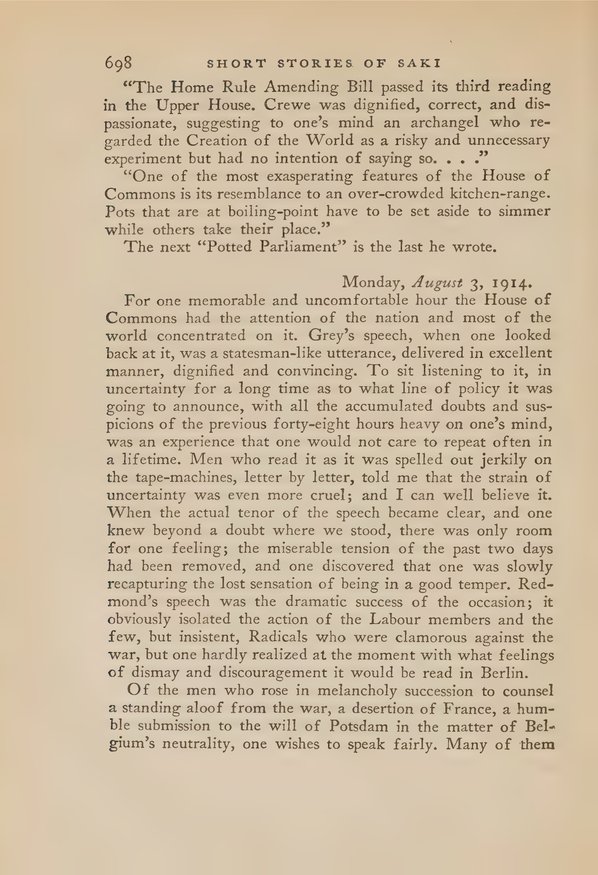 698 SHORT STORIES OF SAKI
“The Home Rule Amending Bill passed its third reading
in the Upper House. Crewe was dignified, correct, and dis-
passionate, suggesting to one’s mind an archangel who re-
garded the Creation of the World as a risky and unnecessary
experiment but had no intention of saying so. . . .”
“One of the most exasperating features of the House of
Commons is its resemblance to an over-crowded kitchen-range.
Pots that are at boiling-point have to be set aside to simmer
while others take their place.”
The next “Potted Parliament” is the last he wrote.
Monday, August 3, 1914.
For one memorable and uncomfortable hour the House of
Commons had the attention of the nation and most of the
world concentrated on it. Grey’s speech, when one looked
back at it, was a statesman-like utterance, delivered in excellent
manner, dignified and convincing. To sit listening to it, in
uncertainty for a long time as to what line of policy it was
going to announce, with all the accumulated doubts and sus-
picions of the previous forty-eight hours heavy on one’s mind,
was an experience that one would not care to repeat often in
a lifetime. Men who read it as it was spelled out jerkily on
the tape-machines, letter by letter, told me that the strain of
uncertainty was even more cruel; and I can well believe it.
When the actual tenor of the speech became clear, and one
knew beyond a doubt where we stood, there was only room
for one feeling; the miserable tension of the past two days
had been removed, and one discovered that one was slowly
recapturing the lost sensation of being in a good temper. Red-
mond’s speech was the dramatic success of the occasion; it
obviously isolated the action of the Labour members and the
few, but insistent, Radicals who were clamorous against the
war, but one hardly realized at the moment with what feelings
of dismay and discouragement it would be read in Berlin.
Of the men who rose in melancholy succession to counsel
a standing aloof from the war, a desertion of France, a hum-
ble submission to the will of Potsdam in the matter of Bel-
gium’s neutrality, one wishes to speak fairly. Many of them